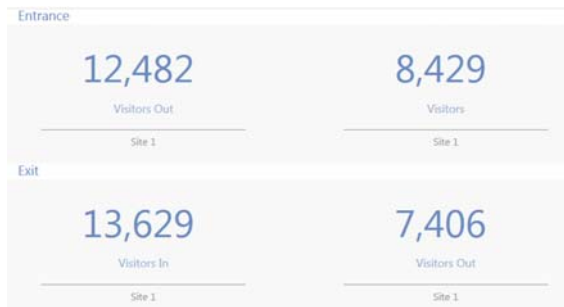 Entrance
12,482 8,429
Visitors Out Visitors
Site 1 Site 1
Exit
13,629 7,406
Visitors In Visitors Out
Site 1 Site 1